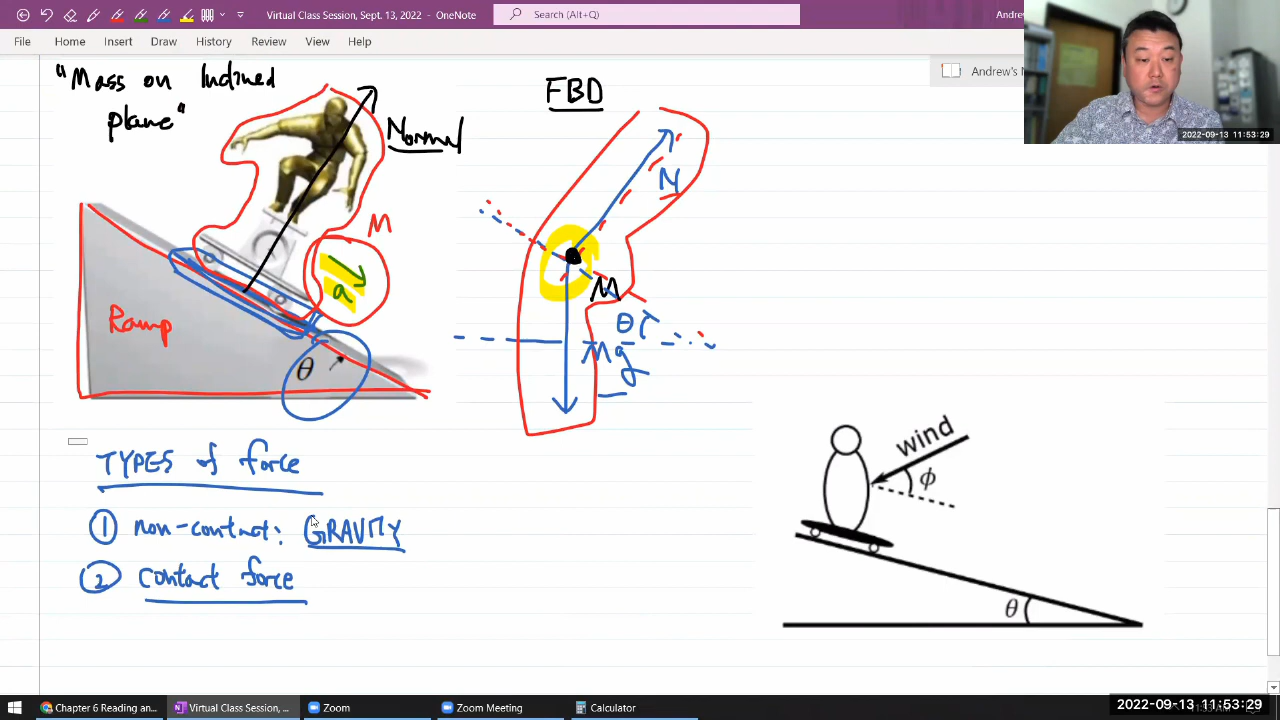 Virtual Class Session, Sept. 13, 2022 - OneNote
Search (Alt+Q)
Andrew
File Home Insert Draw History Review View Help
2022-09-13 11:53:29
"Mass on Inclined
plane"
Normal
M
a
Ramp
θ
FBD
N
M
θ
Mg
TYPES of force
① non-contact: GRAVITY
② contact force
wind
ϕ
θ
Chapter 6 Reading an...
Virtual Class Session,...
Zoom
Zoom Meeting
Calculator
2022-09-13 11:53:29